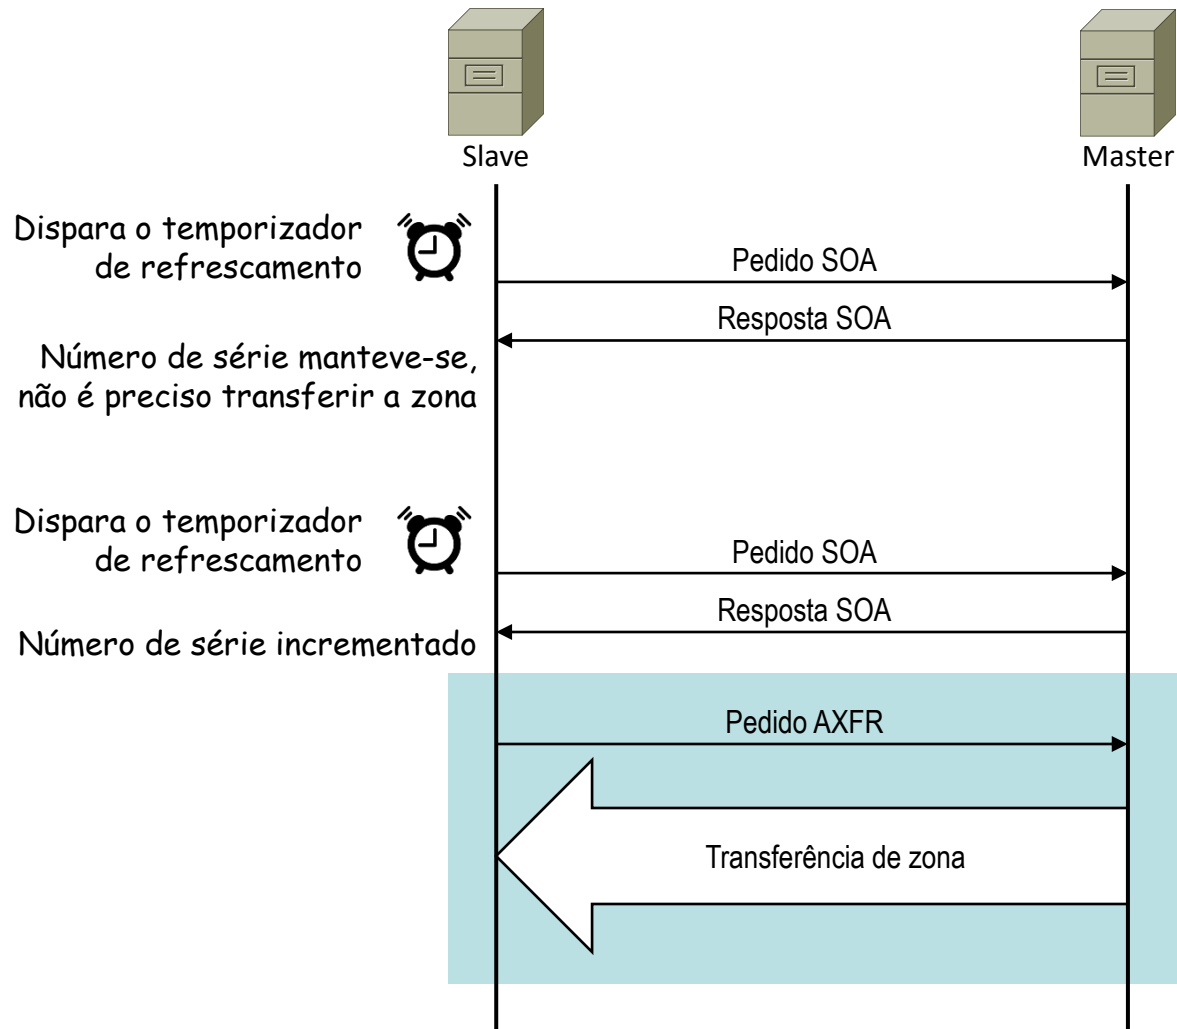 Slave
Master
Dispara o temporizador
de refrescamento
Pedido SOA
Resposta SOA
Número de série manteve-se,
não é preciso transferir a zona
Dispara o temporizador
de refrescamento
Pedido SOA
Resposta SOA
Número de série incrementado
Pedido AXFR
Transferência de zona